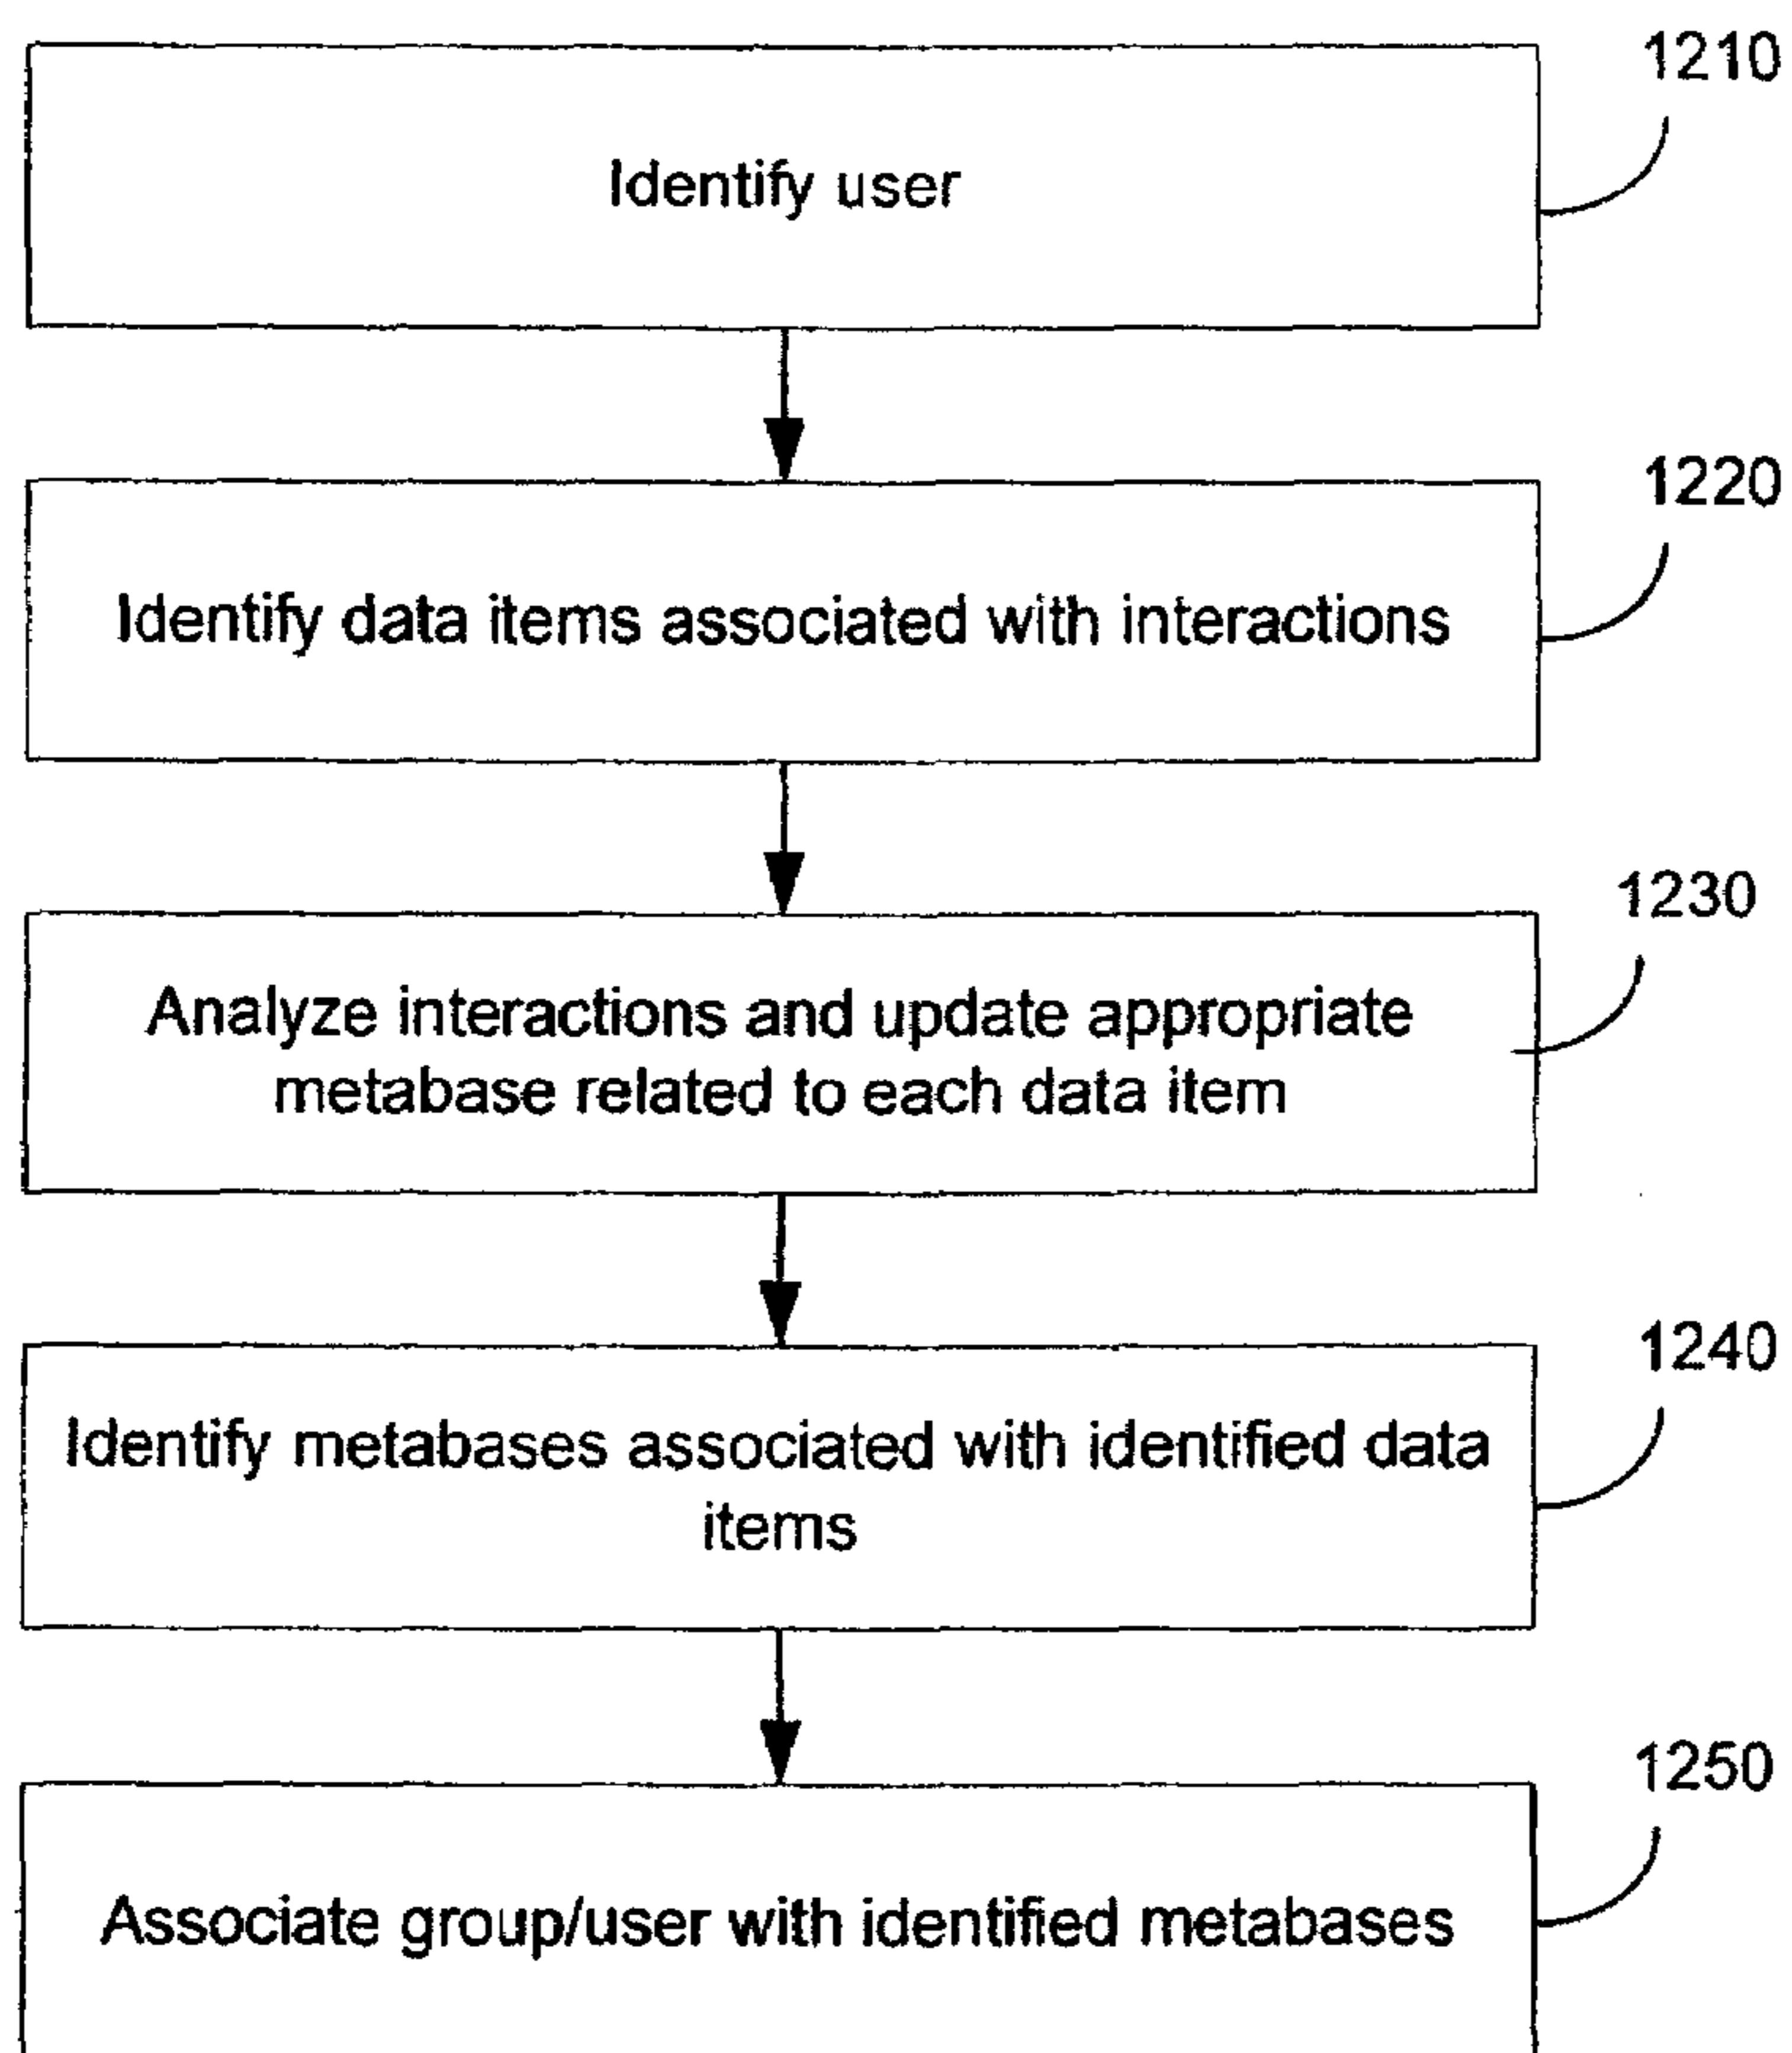 1210
Identify user
1220
Identify data items associated with interactions
1230
Analyze interactions and update appropriate
metabase related to each data item
1240
Identify metabases associated with identified data
items
1250
Associate group/user with identified metabases